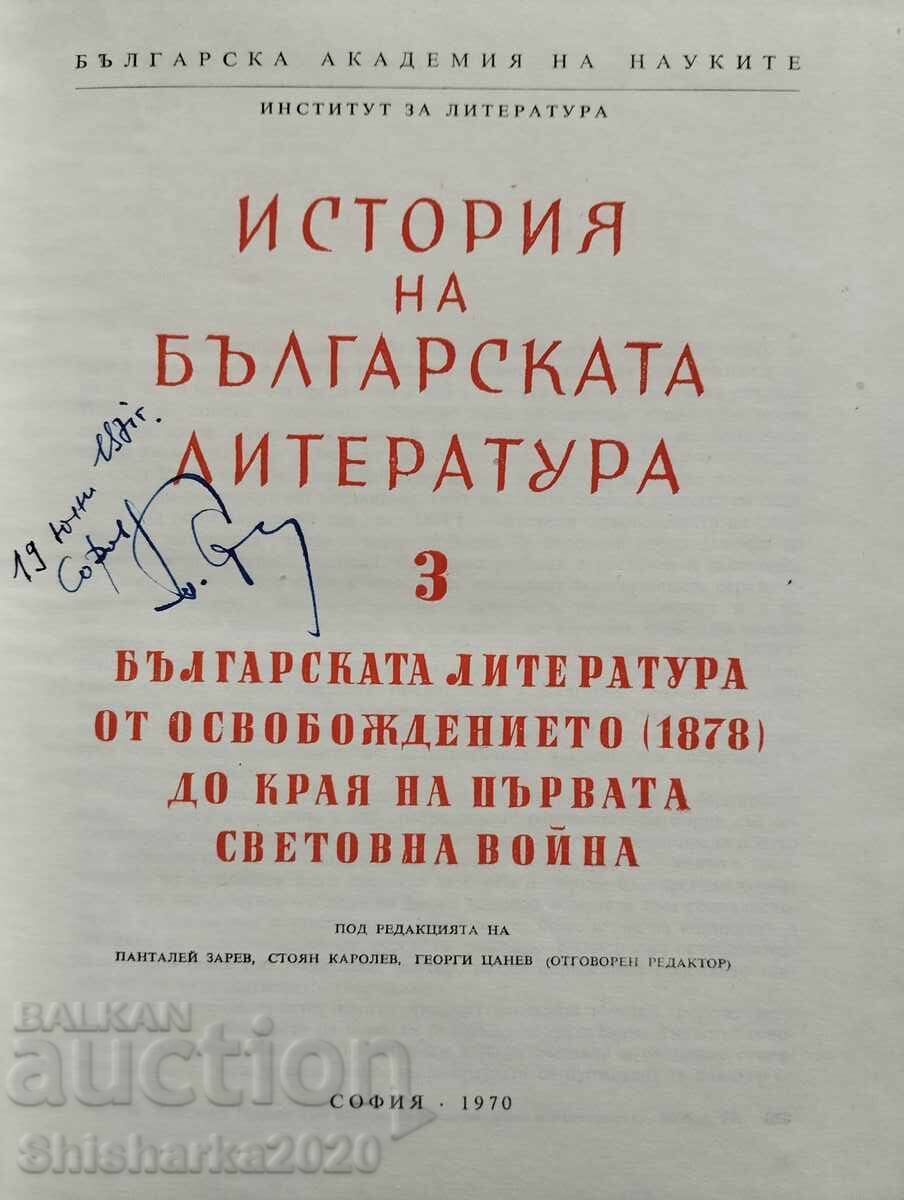 БЪЛГАРСКА АКАДЕМИЯ НА НАУКИТЕ
ИНСТИТУТ ЗА ЛИТЕРАТУРА
ИСТОРИЯ
НА
БЪЛГАРСКАТА
ЛИТЕРАТУРА
19 юни 1971 г.
София
3
БЪЛГАРСКАТА ЛИТЕРАТУРА
ОТ ОСВОБОЖДЕНИЕТО (1878)
ДО КРАЯ НА ПЪРВАТА
СВЕТОВНА ВОЙНА
ПОД РЕДАКЦИЯТА НА
ПАНТАЛЕЙ ЗАРЕВ, СТОЯН КАРОЛЕВ, ГЕОРГИ ЦАНЕВ (ОТГОВОРЕН РЕДАКТОР)
СОФИЯ · 1970
BALKAN
auction
Shisharka2020